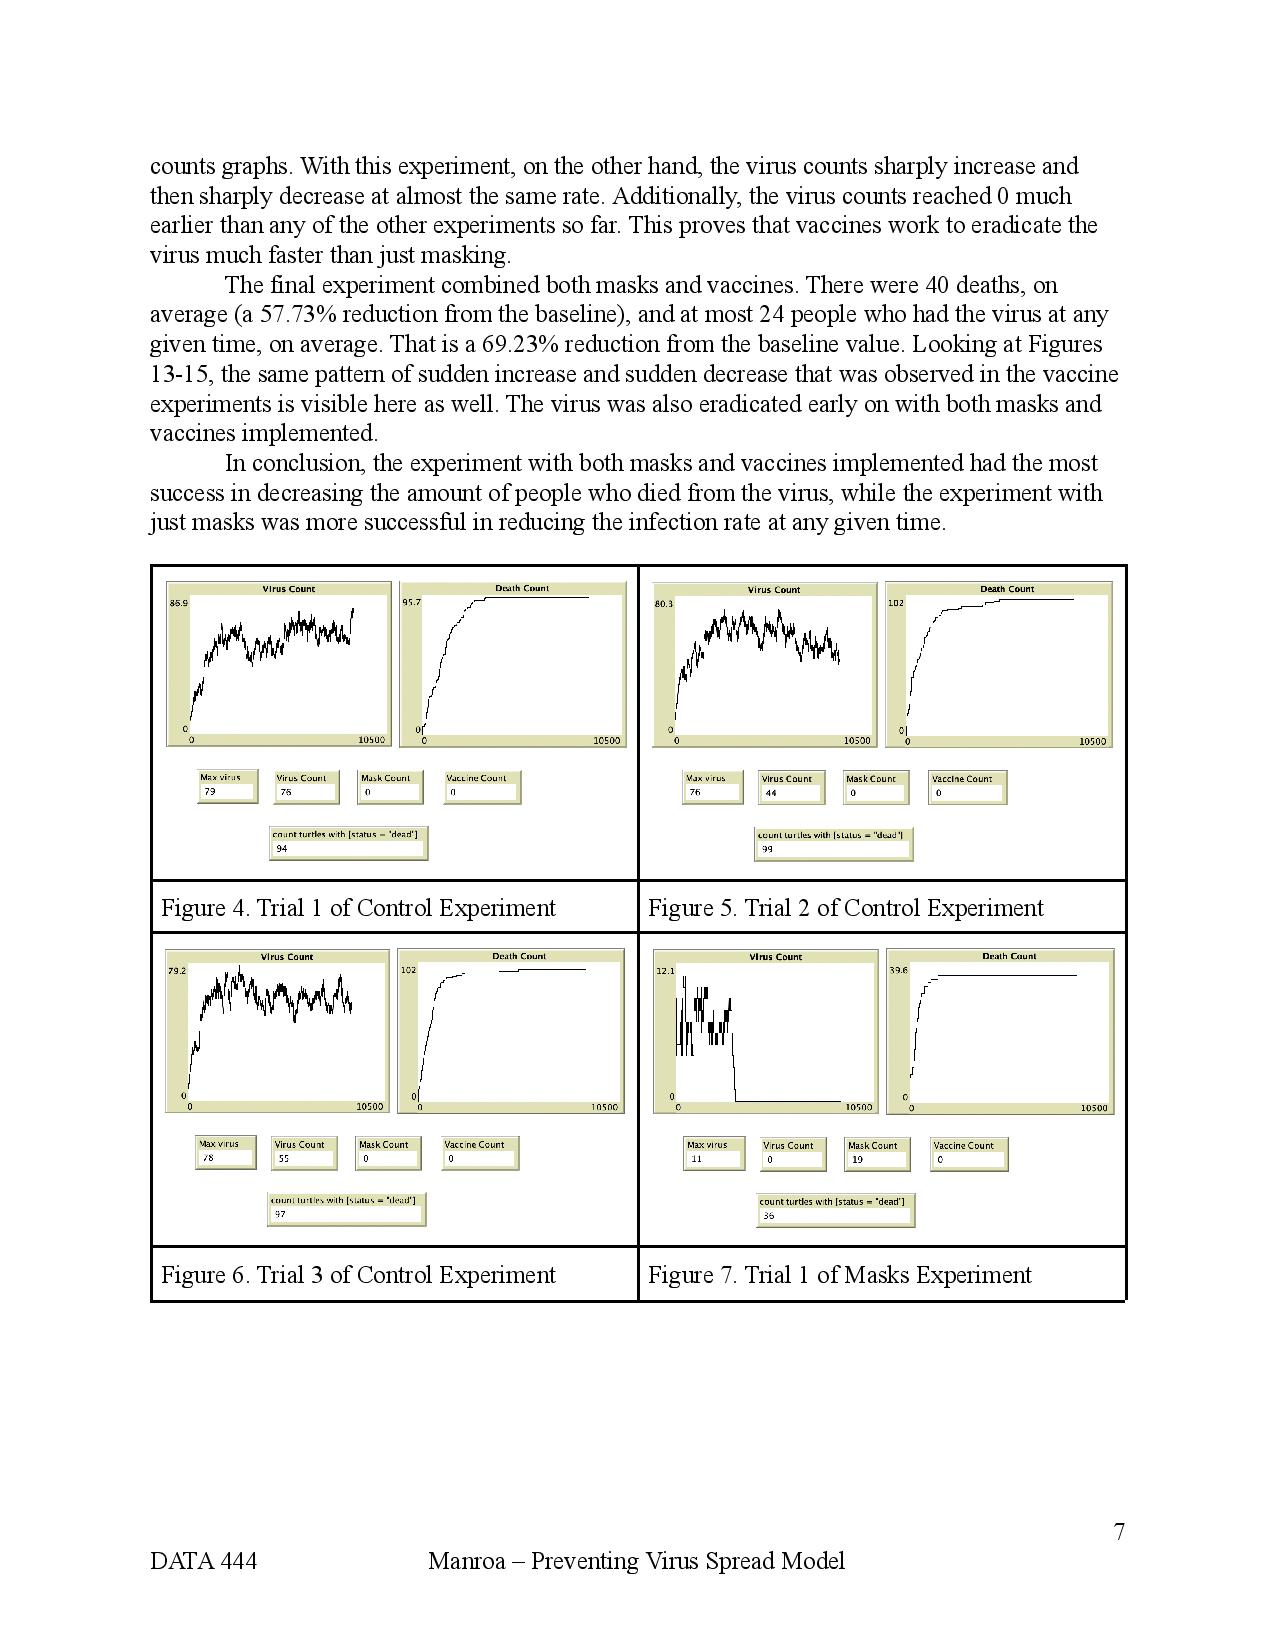 counts graphs. With this experiment, on the other hand, the virus counts sharply increase and
then sharply decrease at almost the same rate. Additionally, the virus counts reached 0 much
earlier than any of the other experiments so far. This proves that vaccines work to eradicate the
virus much faster than just masking.
The final experiment combined both masks and vaccines. There were 40 deaths, on
average (a 57.73% reduction from the baseline), and at most 24 people who had the virus at any
given time, on average. That is a 69.23% reduction from the baseline value. Looking at Figures
13-15, the same pattern of sudden increase and sudden decrease that was observed in the vaccine
experiments is visible here as well. The virus was also eradicated early on with both masks and
vaccines implemented.
In conclusion, the experiment with both masks and vaccines implemented had the most
success in decreasing the amount of people who died from the virus, while the experiment with
just masks was more successful in reducing the infection rate at any given time.
Virus Count
86.9
0
0 10500
Death Count
95.7
0
0 10500
Max virus
79
Virus Count
76
Mask Count
0
Vaccine Count
0
count turtles with [status = "dead"]
94
Virus Count
80.3
0
0 10500
Death Count
102
0
0 10500
Max virus
76
Virus Count
44
Mask Count
0
Vaccine Count
0
count turtles with [status = "dead"]
99
Figure 4. Trial 1 of Control Experiment
Figure 5. Trial 2 of Control Experiment
Virus Count
79.2
0
0 10500
Death Count
102
0
0 10500
Max virus
78
Virus Count
55
Mask Count
0
Vaccine Count
0
count turtles with [status = "dead"]
97
Virus Count
12.1
0
0 10500
Death Count
39.6
0
0 10500
Max virus
11
Virus Count
0
Mask Count
19
Vaccine Count
0
count turtles with [status = "dead"]
36
Figure 6. Trial 3 of Control Experiment
Figure 7. Trial 1 of Masks Experiment
7
DATA 444 Manroa – Preventing Virus Spread Model